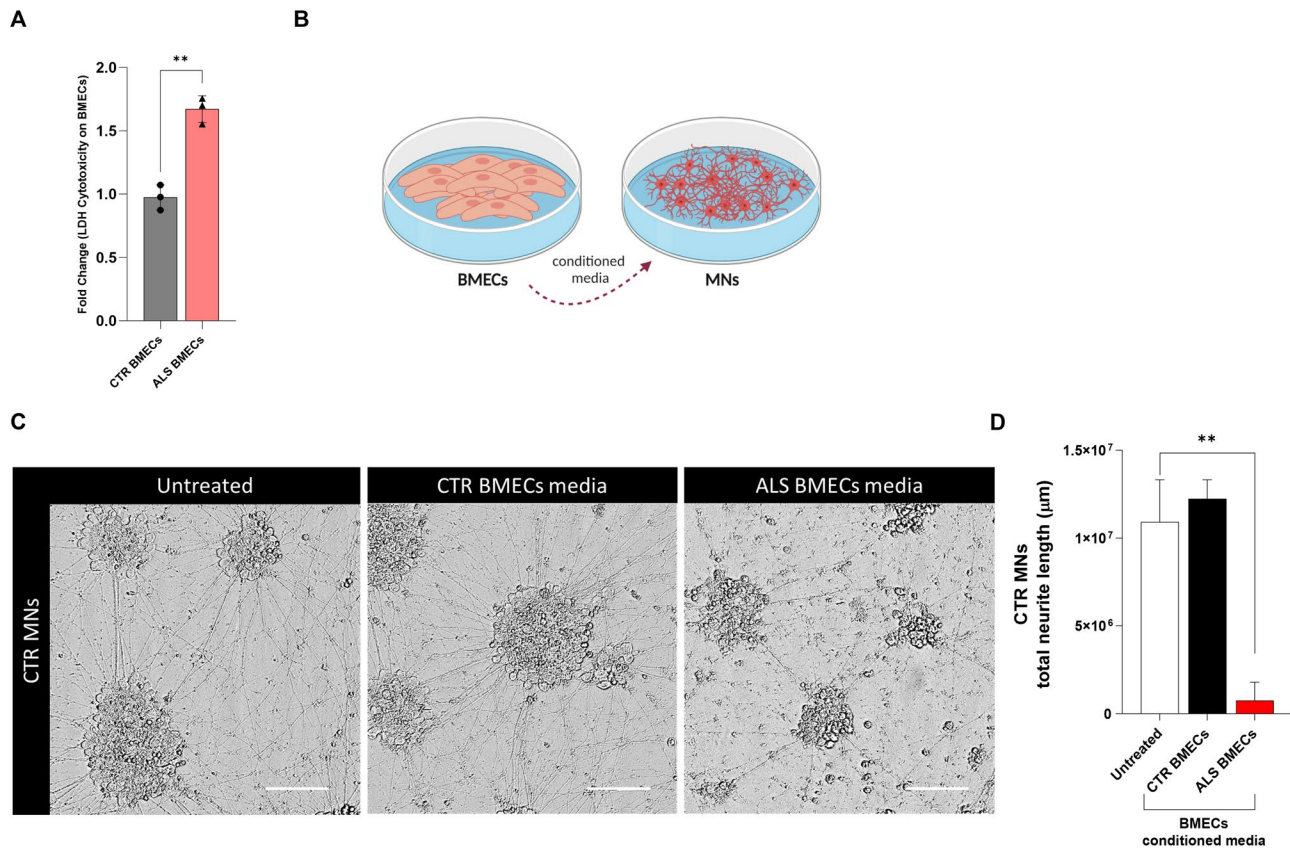 A
**
2.0
1.5
1.0
0.5
0.0
Fold Change (LDH Cytotoxicity on BMECs)
CTR BMECs
ALS BMECs
B
BMECs
conditioned
media
MNs
C
Untreated
CTR BMECs media
ALS BMECs media
CTR MNs
D
**
1.5×10⁷
1×10⁷
5×10⁶
0
CTR MNs
total neurite length (μm)
Untreated
CTR BMECs
ALS BMECs
BMECs
conditioned media